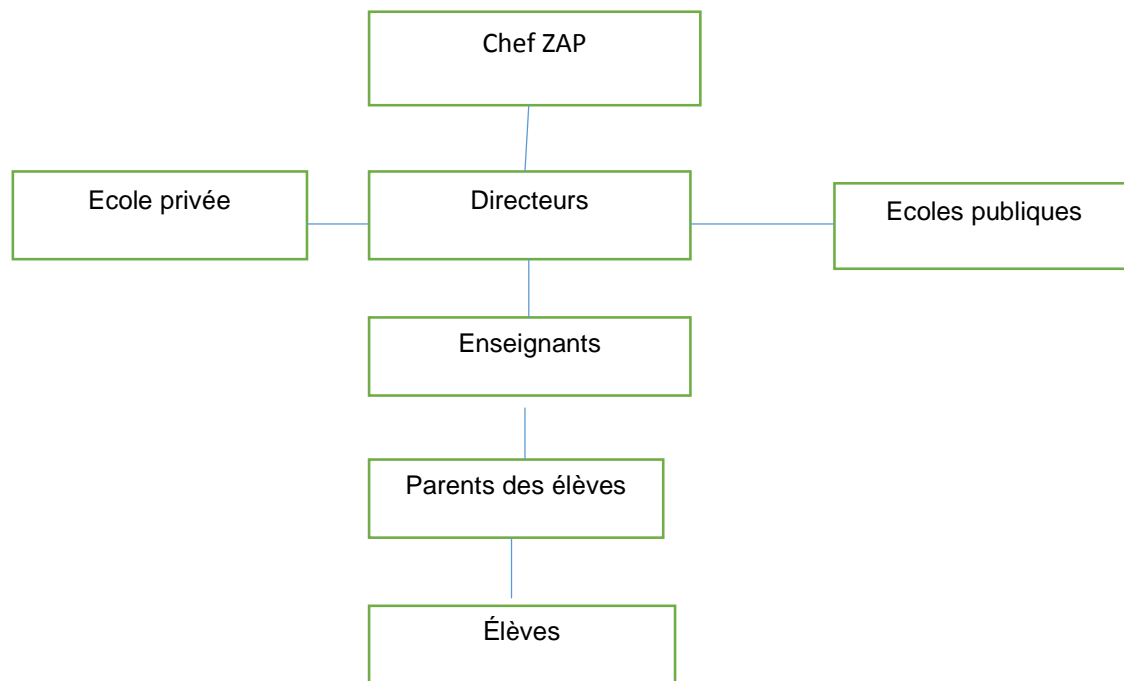 Chef ZAP
Ecole privée
Directeurs
Ecoles publiques
Enseignants
Parents des élèves
Élèves